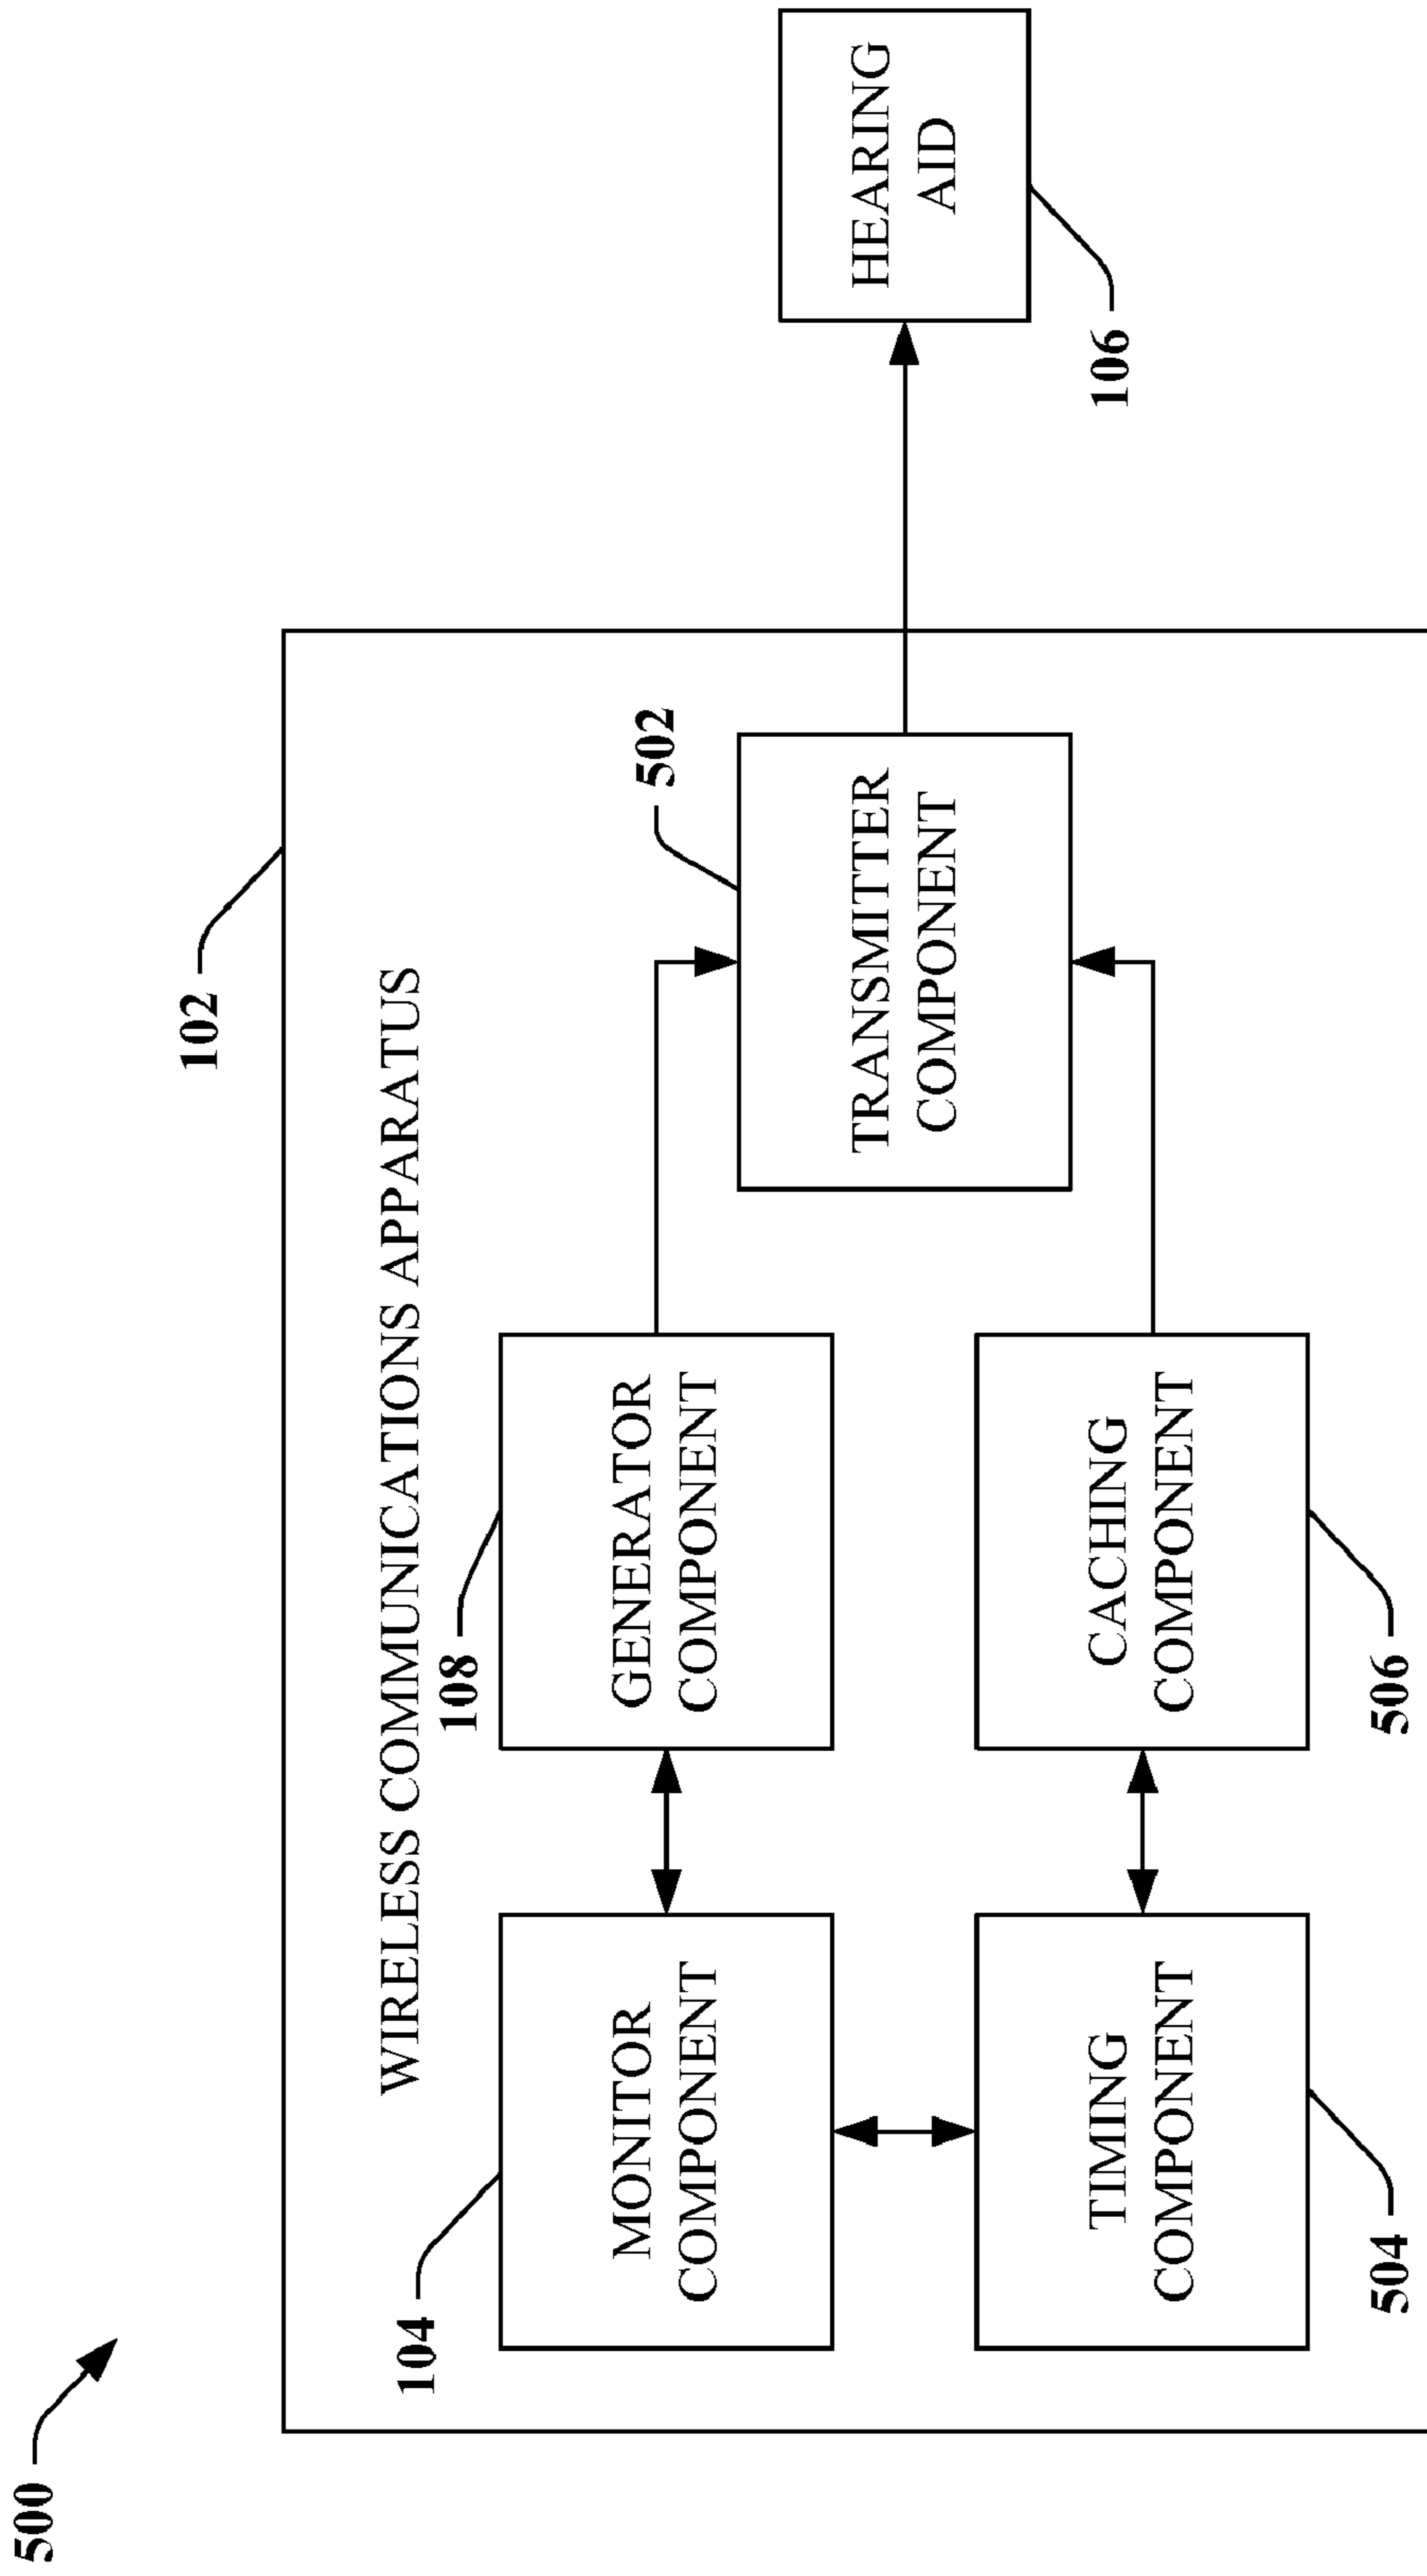 500
102
WIRELESS COMMUNICATIONS APPARATUS
104
MONITOR
COMPONENT
108
GENERATOR
COMPONENT
502
TRANSMITTER
COMPONENT
HEARING
AID
106
TIMING
COMPONENT
504
CACHING
COMPONENT
506